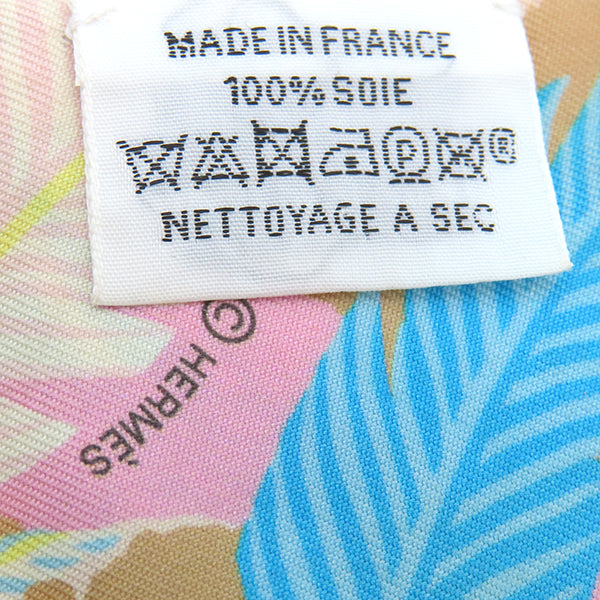 MADE IN FRANCE
100% SOIE
P ®
NETTOYAGE A SEC
© HERMÈS